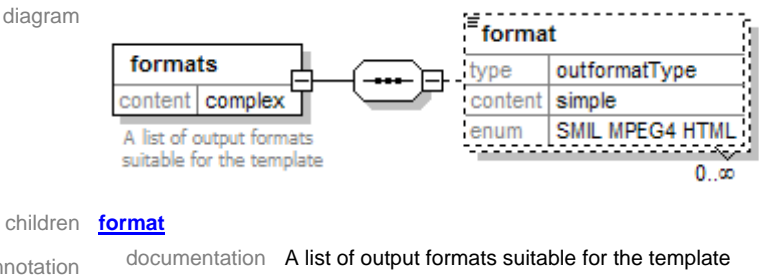 diagram
formats
content complex
A list of output formats
suitable for the template
format
type outformatType
content simple
enum SMIL MPEG4 HTML
0..∞
children format
nnotation documentation A list of output formats suitable for the template